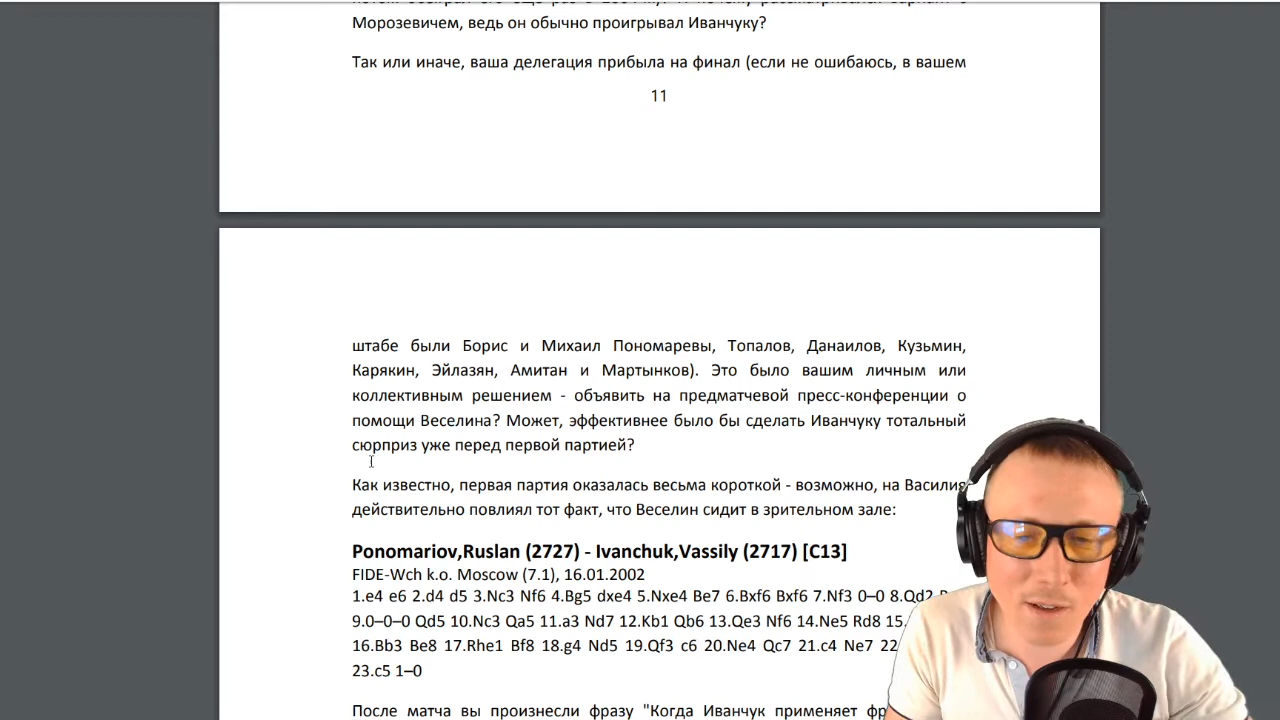 Морозевичем, ведь он обычно проигрывал Иванчуку?
Так или иначе, ваша делегация прибыла на финал (если не ошибаюсь, в вашем
11
штабе были Борис и Михаил Пономаревы, Топалов, Данаилов, Кузьмин,
Карякин, Эйлазян, Амитан и Мартынков). Это было вашим личным или
коллективным решением - объявить на предматчевой пресс-конференции о
помощи Веселина? Может, эффективнее было бы сделать Иванчуку тотальный
сюрприз уже перед первой партией?
Как известно, первая партия оказалась весьма короткой - возможно, на Василия
действительно повлиял тот факт, что Веселин сидит в зрительном зале:
Ponomariov,Ruslan (2727) - Ivanchuk,Vassily (2717) [C13]
FIDE-Wch k.o. Moscow (7.1), 16.01.2002
1.e4 e6 2.d4 d5 3.Nc3 Nf6 4.Bg5 dxe4 5.Nxe4 Be7 6.Bxf6 Bxf6 7.Nf3 0–0 8.Qd2
9.0–0–0 Qd5 10.Nc3 Qa5 11.a3 Nd7 12.Kb1 Qb6 13.Qe3 Nf6 14.Ne5 Rd8 15.
16.Bb3 Be8 17.Rhe1 Bf8 18.g4 Nd5 19.Qf3 c6 20.Ne4 Qc7 21.c4 Ne7
23.c5 1–0
После матча вы произнесли фразу "Когда Иванчук применяет